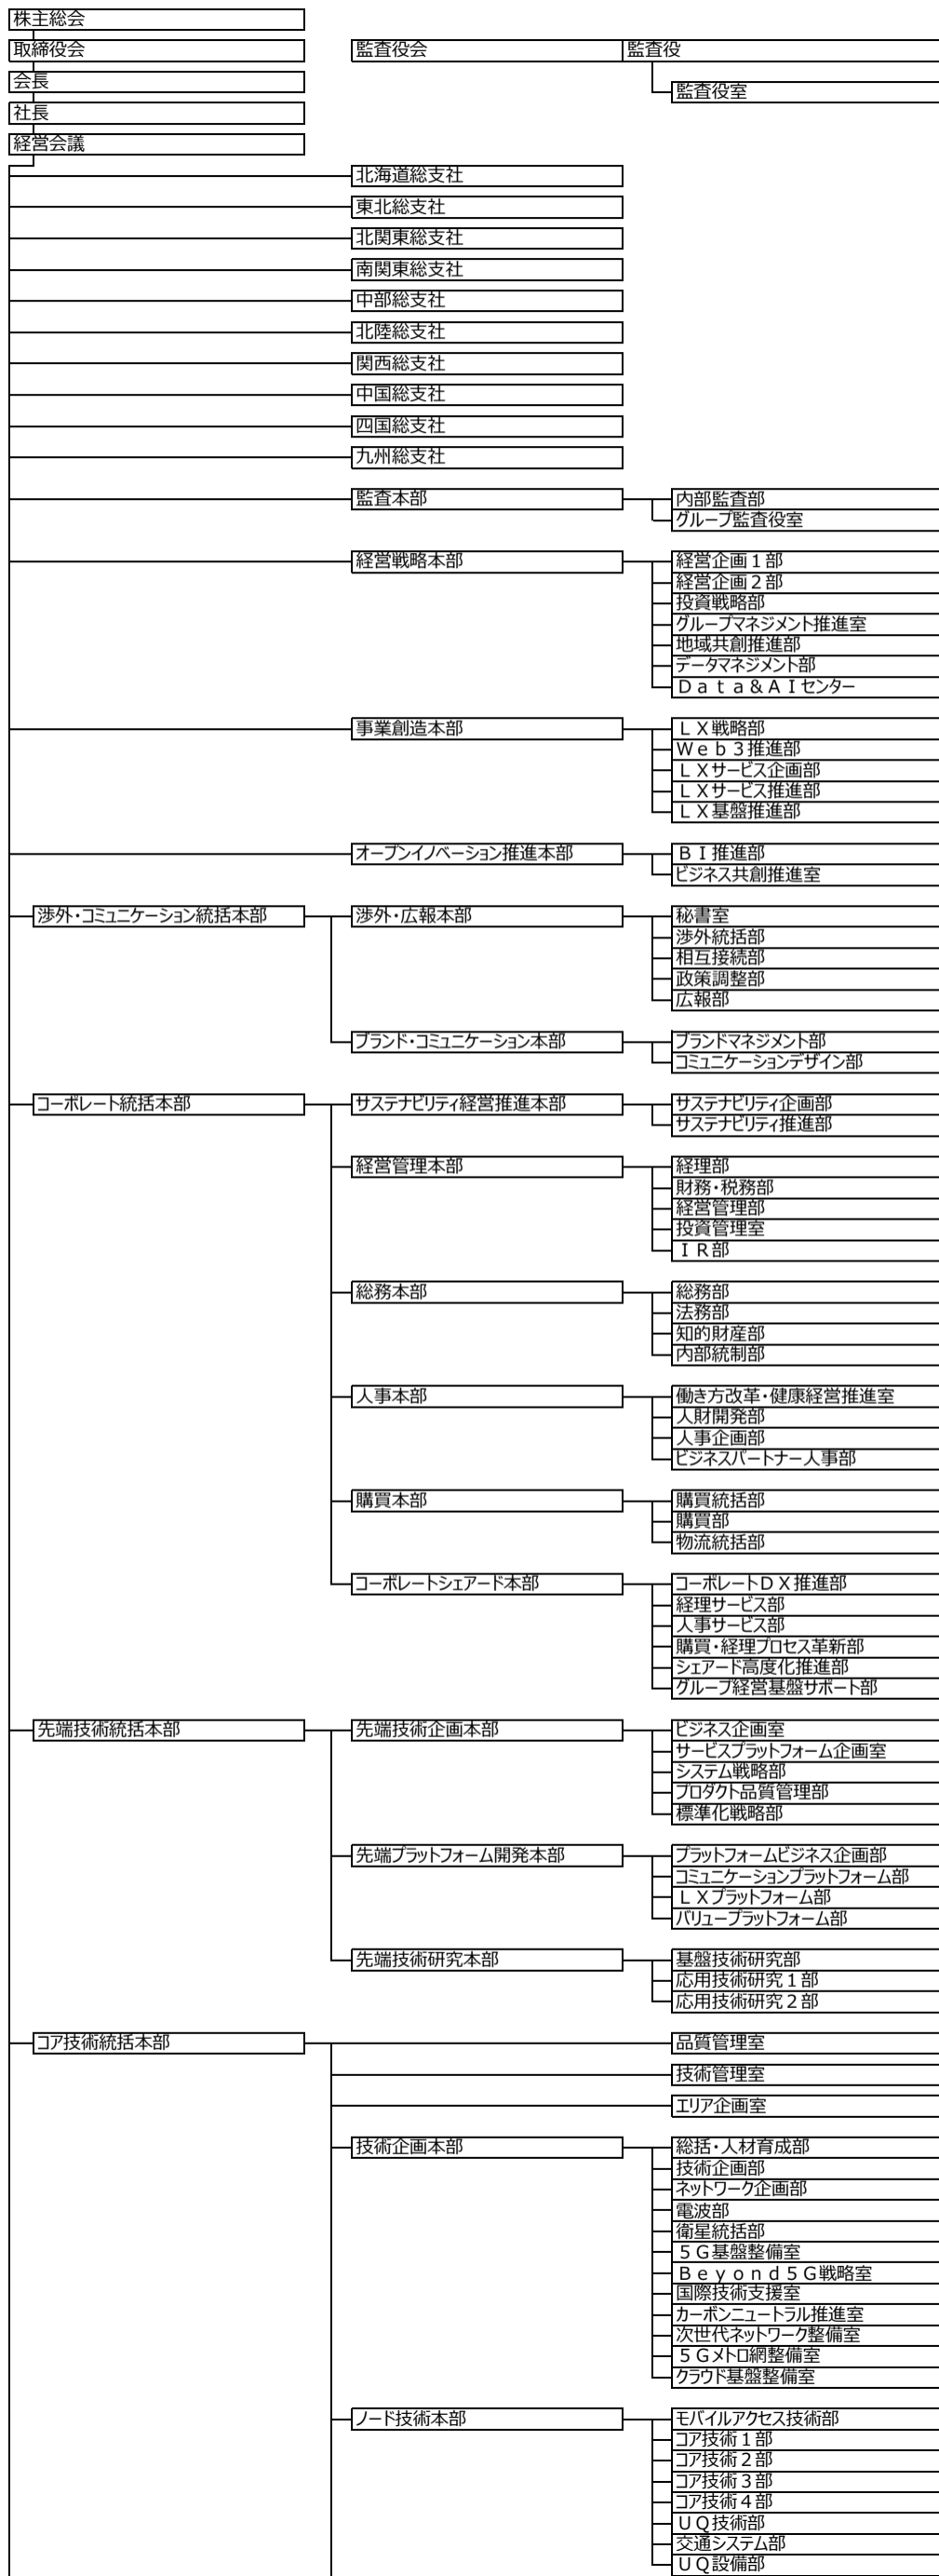 株主総会
取締役会
監査役会
監査役
会長
監査役室
社長
経営会議
北海道総支社
東北総支社
北関東総支社
南関東総支社
中部総支社
北陸総支社
関西総支社
中国総支社
四国総支社
九州総支社
監査本部
内部監査部
グループ監査役室
経営戦略本部
経営企画１部
経営企画２部
投資戦略部
グループマネジメント推進室
地域共創推進部
データマネジメント部
Ｄａｔａ＆ＡＩセンター
事業創造本部
ＬＸ戦略部
Ｗｅｂ３推進部
ＬＸサービス企画部
ＬＸサービス推進部
ＬＸ基盤推進部
オープンイノベーション推進本部
ＢＩ推進部
ビジネス共創推進室
渉外・コミュニケーション統括本部
渉外・広報本部
秘書室
渉外統括部
相互接続部
政策調整部
広報部
ブランド・コミュニケーション本部
ブランドマネジメント部
コミュニケーションデザイン部
コーポレート統括本部
サステナビリティ経営推進本部
サステナビリティ企画部
サステナビリティ推進部
経営管理本部
経理部
財務・税務部
経営管理部
投資管理室
ＩＲ部
総務本部
総務部
法務部
知的財産部
内部統制部
人事本部
働き方改革・健康経営推進室
人財開発部
人事企画部
ビジネスパートナー人事部
購買本部
購買統括部
購買部
物流統括部
コーポレートシェアード本部
コーポレートＤＸ推進部
経理サービス部
人事サービス部
購買・経理プロセス革新部
シェアード高度化推進部
グループ経営基盤サポート部
先端技術統括本部
先端技術企画本部
ビジネス企画室
サービスプラットフォーム企画室
システム戦略部
プロダクト品質管理部
標準化戦略部
先端プラットフォーム開発本部
プラットフォームビジネス企画部
コミュニケーションプラットフォーム部
ＬＸプラットフォーム部
バリュープラットフォーム部
先端技術研究本部
基盤技術研究部
応用技術研究１部
応用技術研究２部
コア技術統括本部
品質管理室
技術管理室
エリア企画室
技術企画本部
総括・人材育成部
技術企画部
ネットワーク企画部
電波部
衛星統括部
５Ｇ基盤整備室
Ｂｅｙｏｎｄ５Ｇ戦略室
国際技術支援室
カーボンニュートラル推進室
次世代ネットワーク整備室
５Ｇメトロ網整備室
クラウド基盤整備室
ノード技術本部
モバイルアクセス技術部
コア技術１部
コア技術２部
コア技術３部
コア技術４部
ＵＱ技術部
交通システム部
ＵＱ設備部